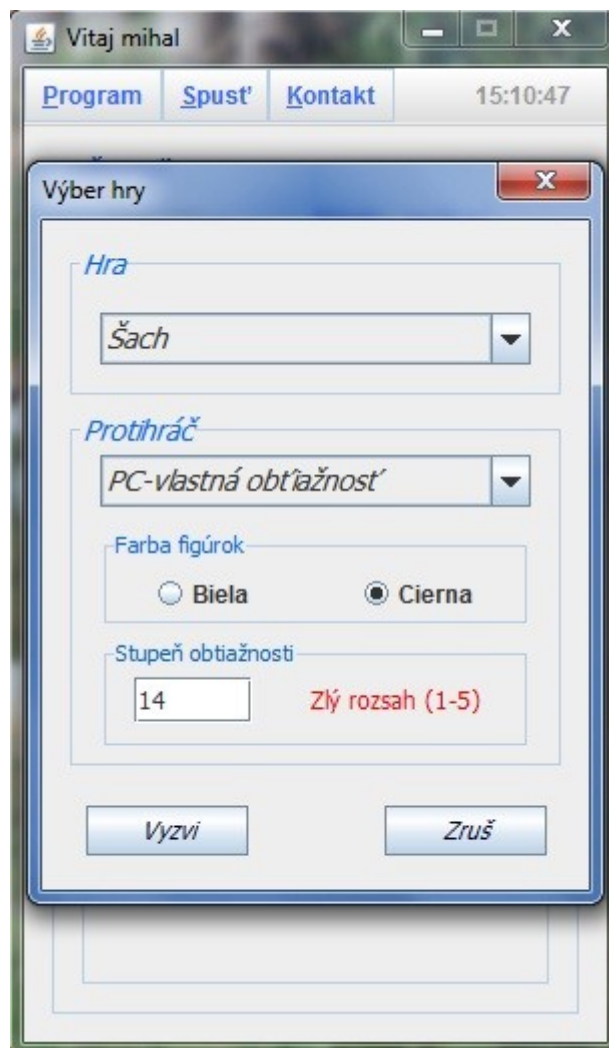 Vitaj mihal
Program Spusť Kontakt 15:10:47
Výber hry
Hra
Šach
Protihráč
PC-vlastná obťiažnosť
Farba figúrok
Biela Cierna
Stupeň obtiažnosti
14 Zlý rozsah (1-5)
Vyzvi Zruš